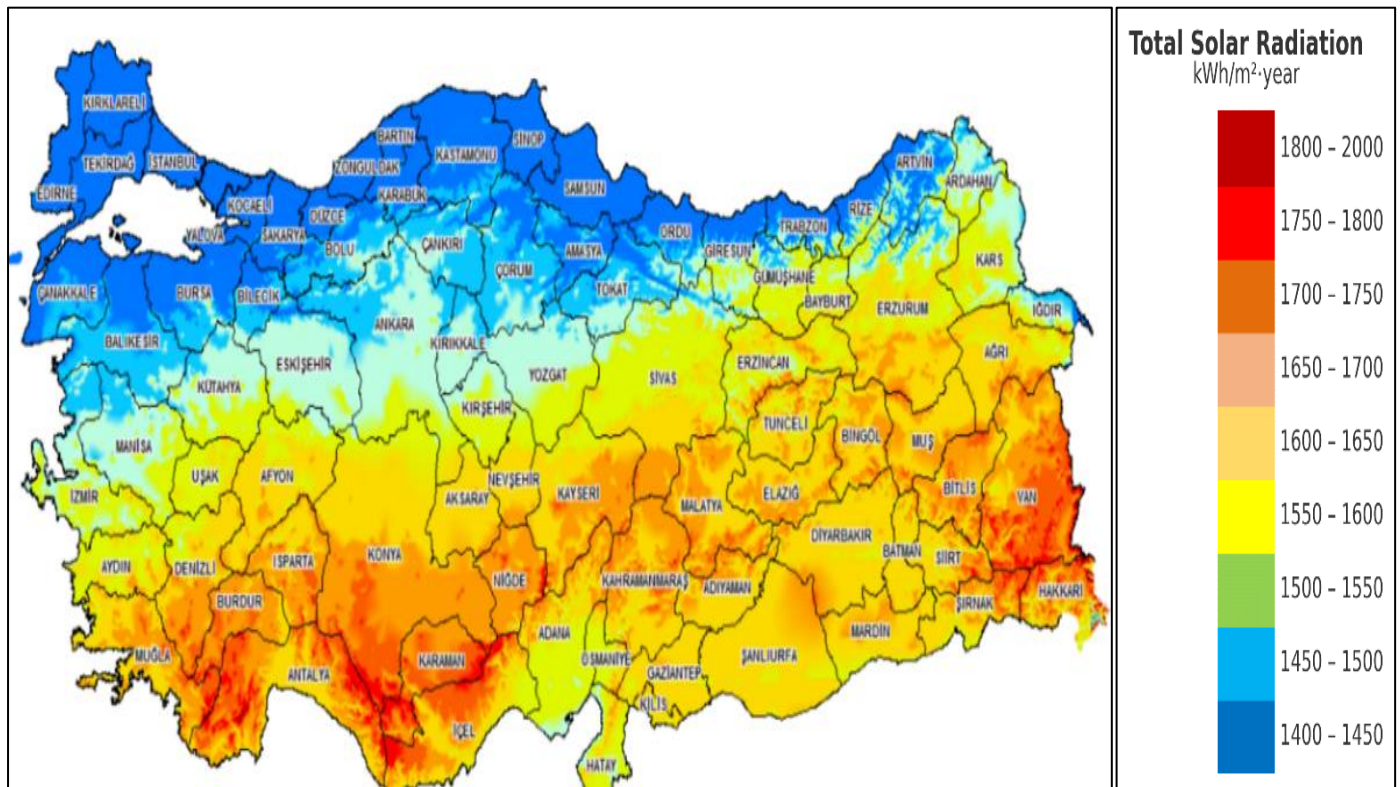 KIRKLARELİ
TEKİRDAĞ
İSTANBUL
EDİRNE
KOCAELİ
YALOVA
SAKARYA
DÜZCE
ZONGULDAK
BARTIN
KARABÜK
KASTAMONU
SİNOP
SAMSUN
BOLU
ÇANKIRI
ÇORUM
AMASYA
TOKAT
ORDU
GİRESUN
TRABZON
RİZE
ARTVİN
ARDAHAN
GÜMÜŞHANE
BAYBURT
ERZURUM
KARS
IĞDIR
AĞRI
ÇANAKKALE
BALIKESİR
BURSA
BİLECİK
KÜTAHYA
ESKİŞEHİR
ANKARA
KIRIKKALE
YOZGAT
KIRŞEHİR
SİVAS
ERZİNCAN
TUNCELİ
BİNGÖL
MUŞ
BİTLİS
VAN
MANİSA
İZMİR
UŞAK
AFYON
AKSARAY
NEVŞEHİR
KAYSERİ
MALATYA
ELAZIĞ
DİYARBAKIR
BATMAN
SİİRT
ŞIRNAK
HAKKARİ
AYDIN
DENİZLİ
ISPARTA
BURDUR
KONYA
NİĞDE
KAHRAMANMARAŞ
ADIYAMAN
MARDİN
MUĞLA
ANTALYA
KARAMAN
İÇEL
ADANA
OSMANİYE
GAZİANTEP
KİLİS
ŞANLIURFA
HATAY
Total Solar Radiation
kWh/m²·year
1800 – 2000
1750 – 1800
1700 – 1750
1650 – 1700
1600 – 1650
1550 – 1600
1500 – 1550
1450 – 1500
1400 – 1450